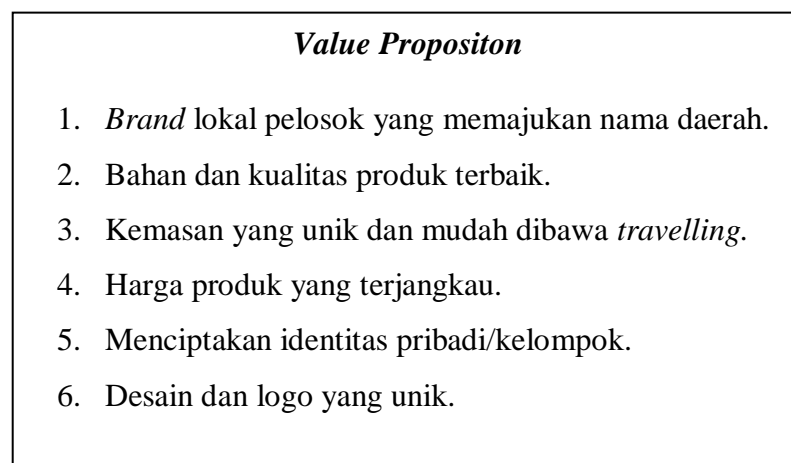 Value Propositon
1. Brand lokal pelosok yang memajukan nama daerah.
2. Bahan dan kualitas produk terbaik.
3. Kemasan yang unik dan mudah dibawa travelling.
4. Harga produk yang terjangkau.
5. Menciptakan identitas pribadi/kelompok.
6. Desain dan logo yang unik.